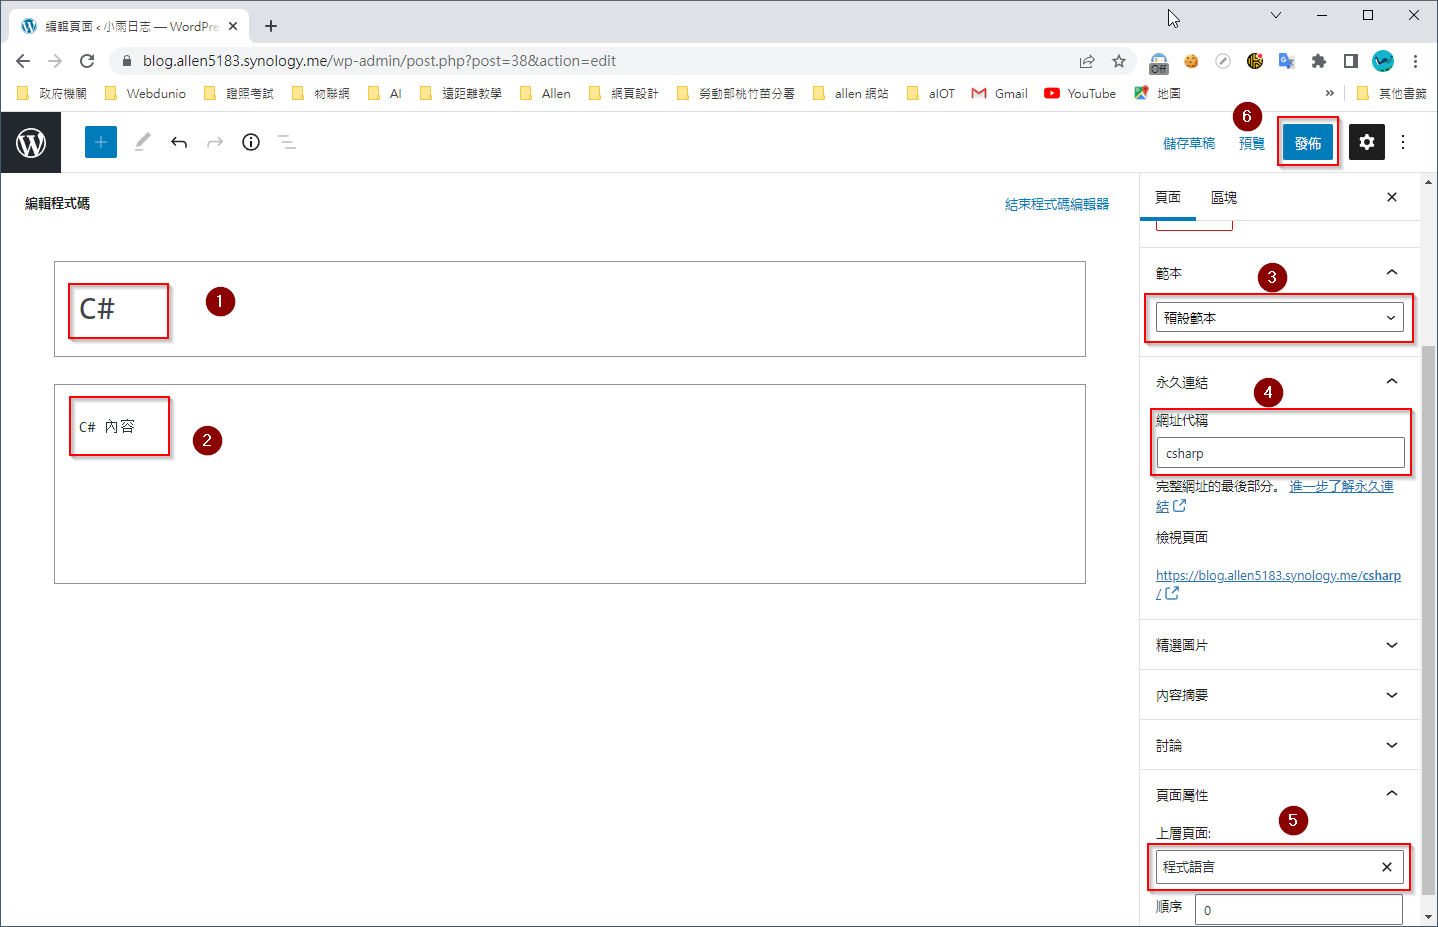 編輯頁面 ‹ 小雨日志 — WordPre
blog.allen5183.synology.me/wp-admin/post.php?post=38&action=edit
Off
政府機關 Webdunio 證照考試 物聯網 AI 遠距離教學 Allen 網頁設計 勞動部桃竹苗分署 allen 網站 aIOT Gmail YouTube 地圖 » 其他書籤
6
儲存草稿 預覽 發佈
編輯程式碼 結束程式碼編輯器
C#
1
C# 內容
2
頁面 區塊
範本
3
預設範本
永久連結
4
網址代稱
csharp
完整網址的最後部分。 進一步了解永久連
結
檢視頁面
https://blog.allen5183.synology.me/csharp
/
精選圖片
內容摘要
討論
頁面屬性
5
上層頁面:
程式語言
順序 0